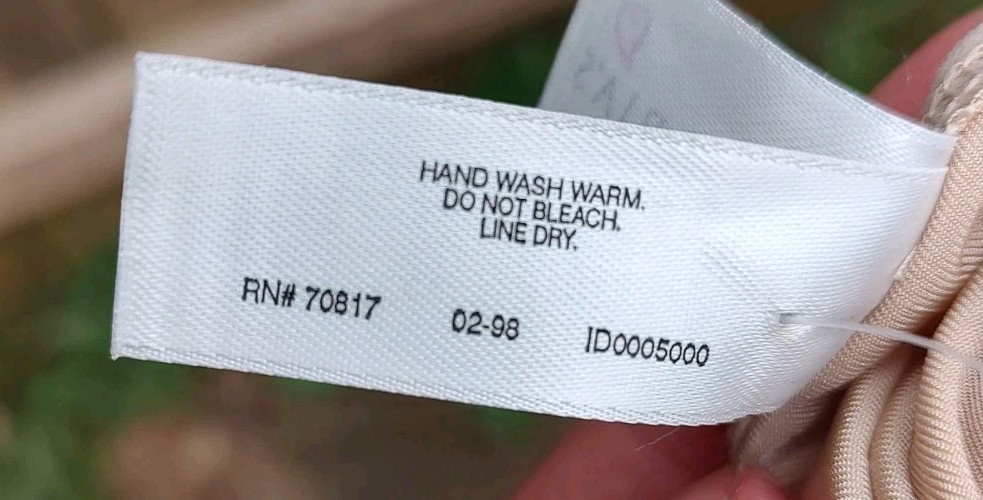 HAND WASH WARM.
DO NOT BLEACH.
LINE DRY.
RN# 70817 02-98 ID0005000